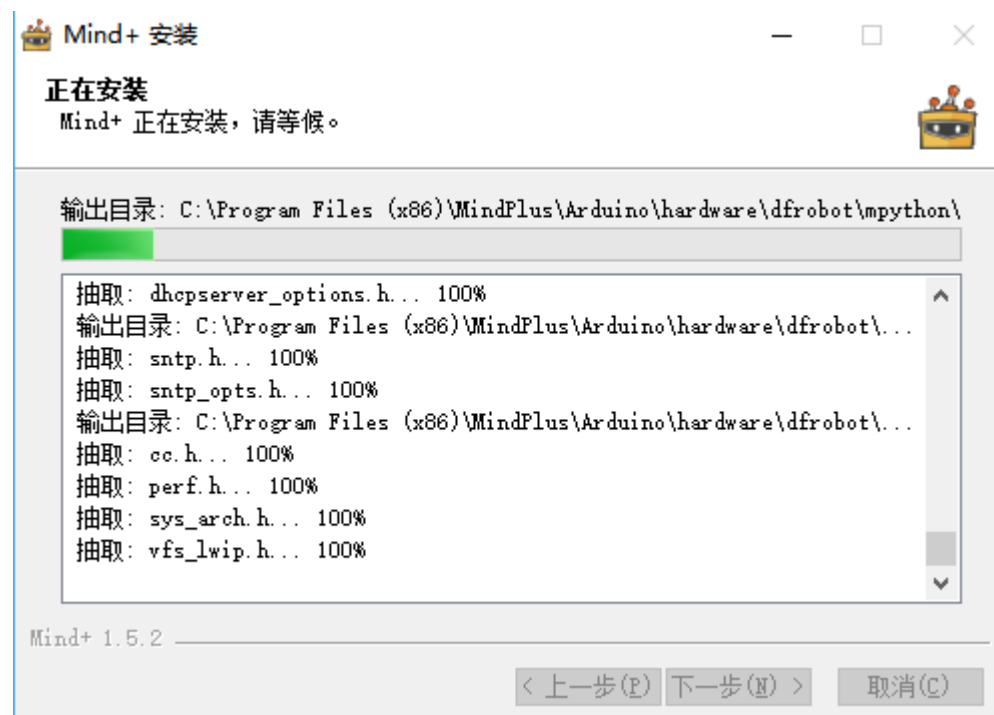 Mind+ 安装
正在安装
Mind+ 正在安装，请等候。
输出目录: C:\Program Files (x86)\MindPlus\Arduino\hardware\dfrobot\mpython\
抽取: dhcpserver_options.h... 100%
输出目录: C:\Program Files (x86)\MindPlus\Arduino\hardware\dfrobot\...
抽取: sntp.h... 100%
抽取: sntp_opts.h... 100%
输出目录: C:\Program Files (x86)\MindPlus\Arduino\hardware\dfrobot\...
抽取: cc.h... 100%
抽取: perf.h... 100%
抽取: sys_arch.h... 100%
抽取: vfs_lwip.h... 100%
Mind+ 1.5.2
< 上一步(P) 下一步(N) > 取消(C)